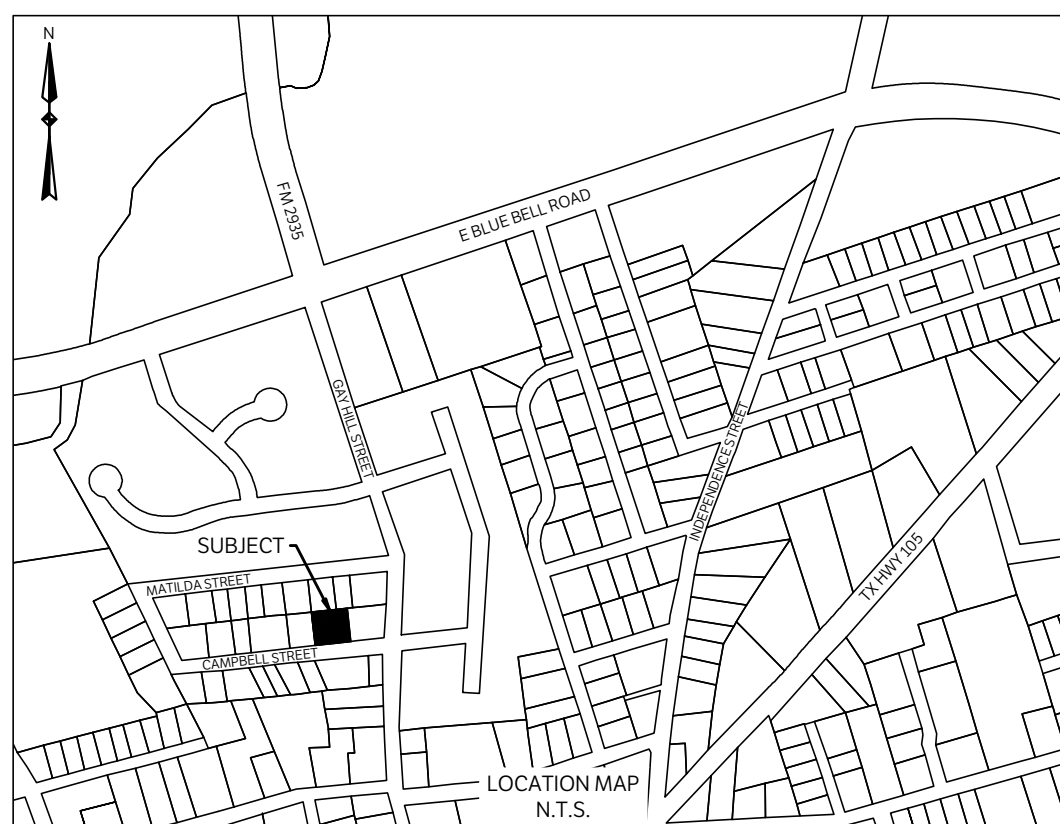 N
FM 2935
E BLUE BELL ROAD
GAY HILL STREET
INDEPENDENCE STREET
SUBJECT
TX HWY 105
MATILDA STREET
CAMPBELL STREET
LOCATION MAP
N.T.S.